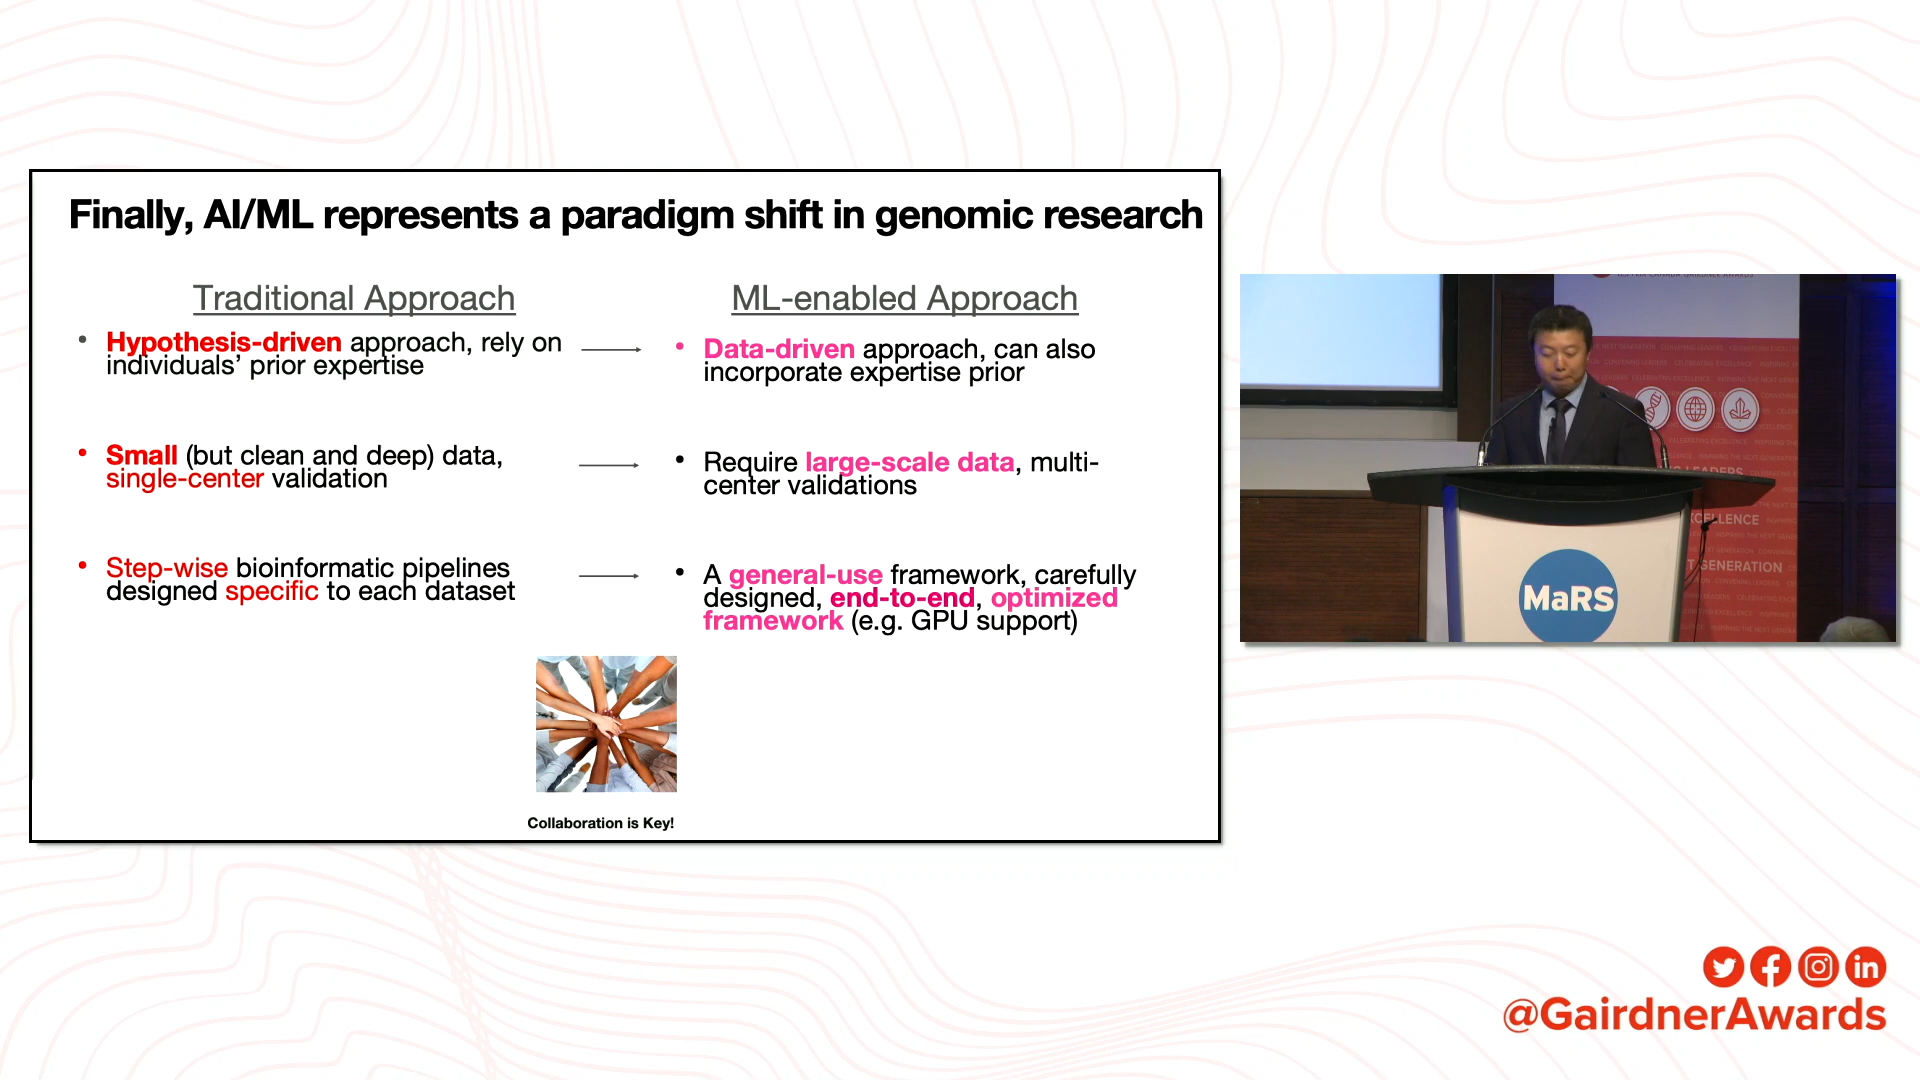 Finally, AI/ML represents a paradigm shift in genomic research
Traditional Approach
• Hypothesis-driven approach, rely on
individuals’ prior expertise
• Small (but clean and deep) data,
single-center validation
• Step-wise bioinformatic pipelines
designed specific to each dataset
ML-enabled Approach
• Data-driven approach, can also
incorporate expertise prior
• Require large-scale data, multi-
center validations
• A general-use framework, carefully
designed, end-to-end, optimized
framework (e.g. GPU support)
Collaboration is Key!
LEADERS
EXCELLENCE
GENERATION
MaRS
@GairdnerAwards